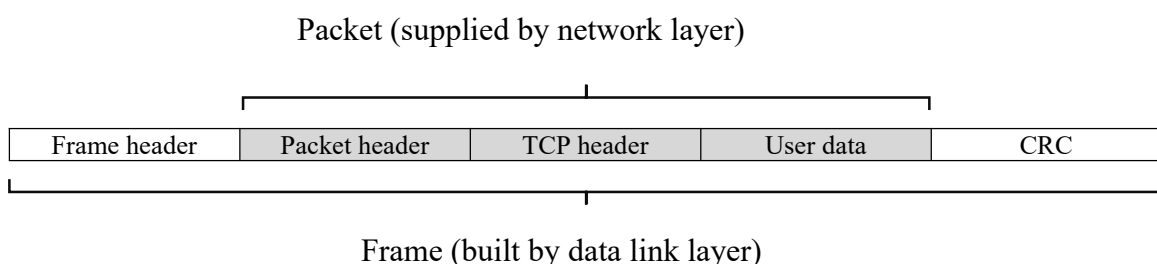 Packet (supplied by network layer)
Frame header Packet header TCP header User data CRC
Frame (built by data link layer)